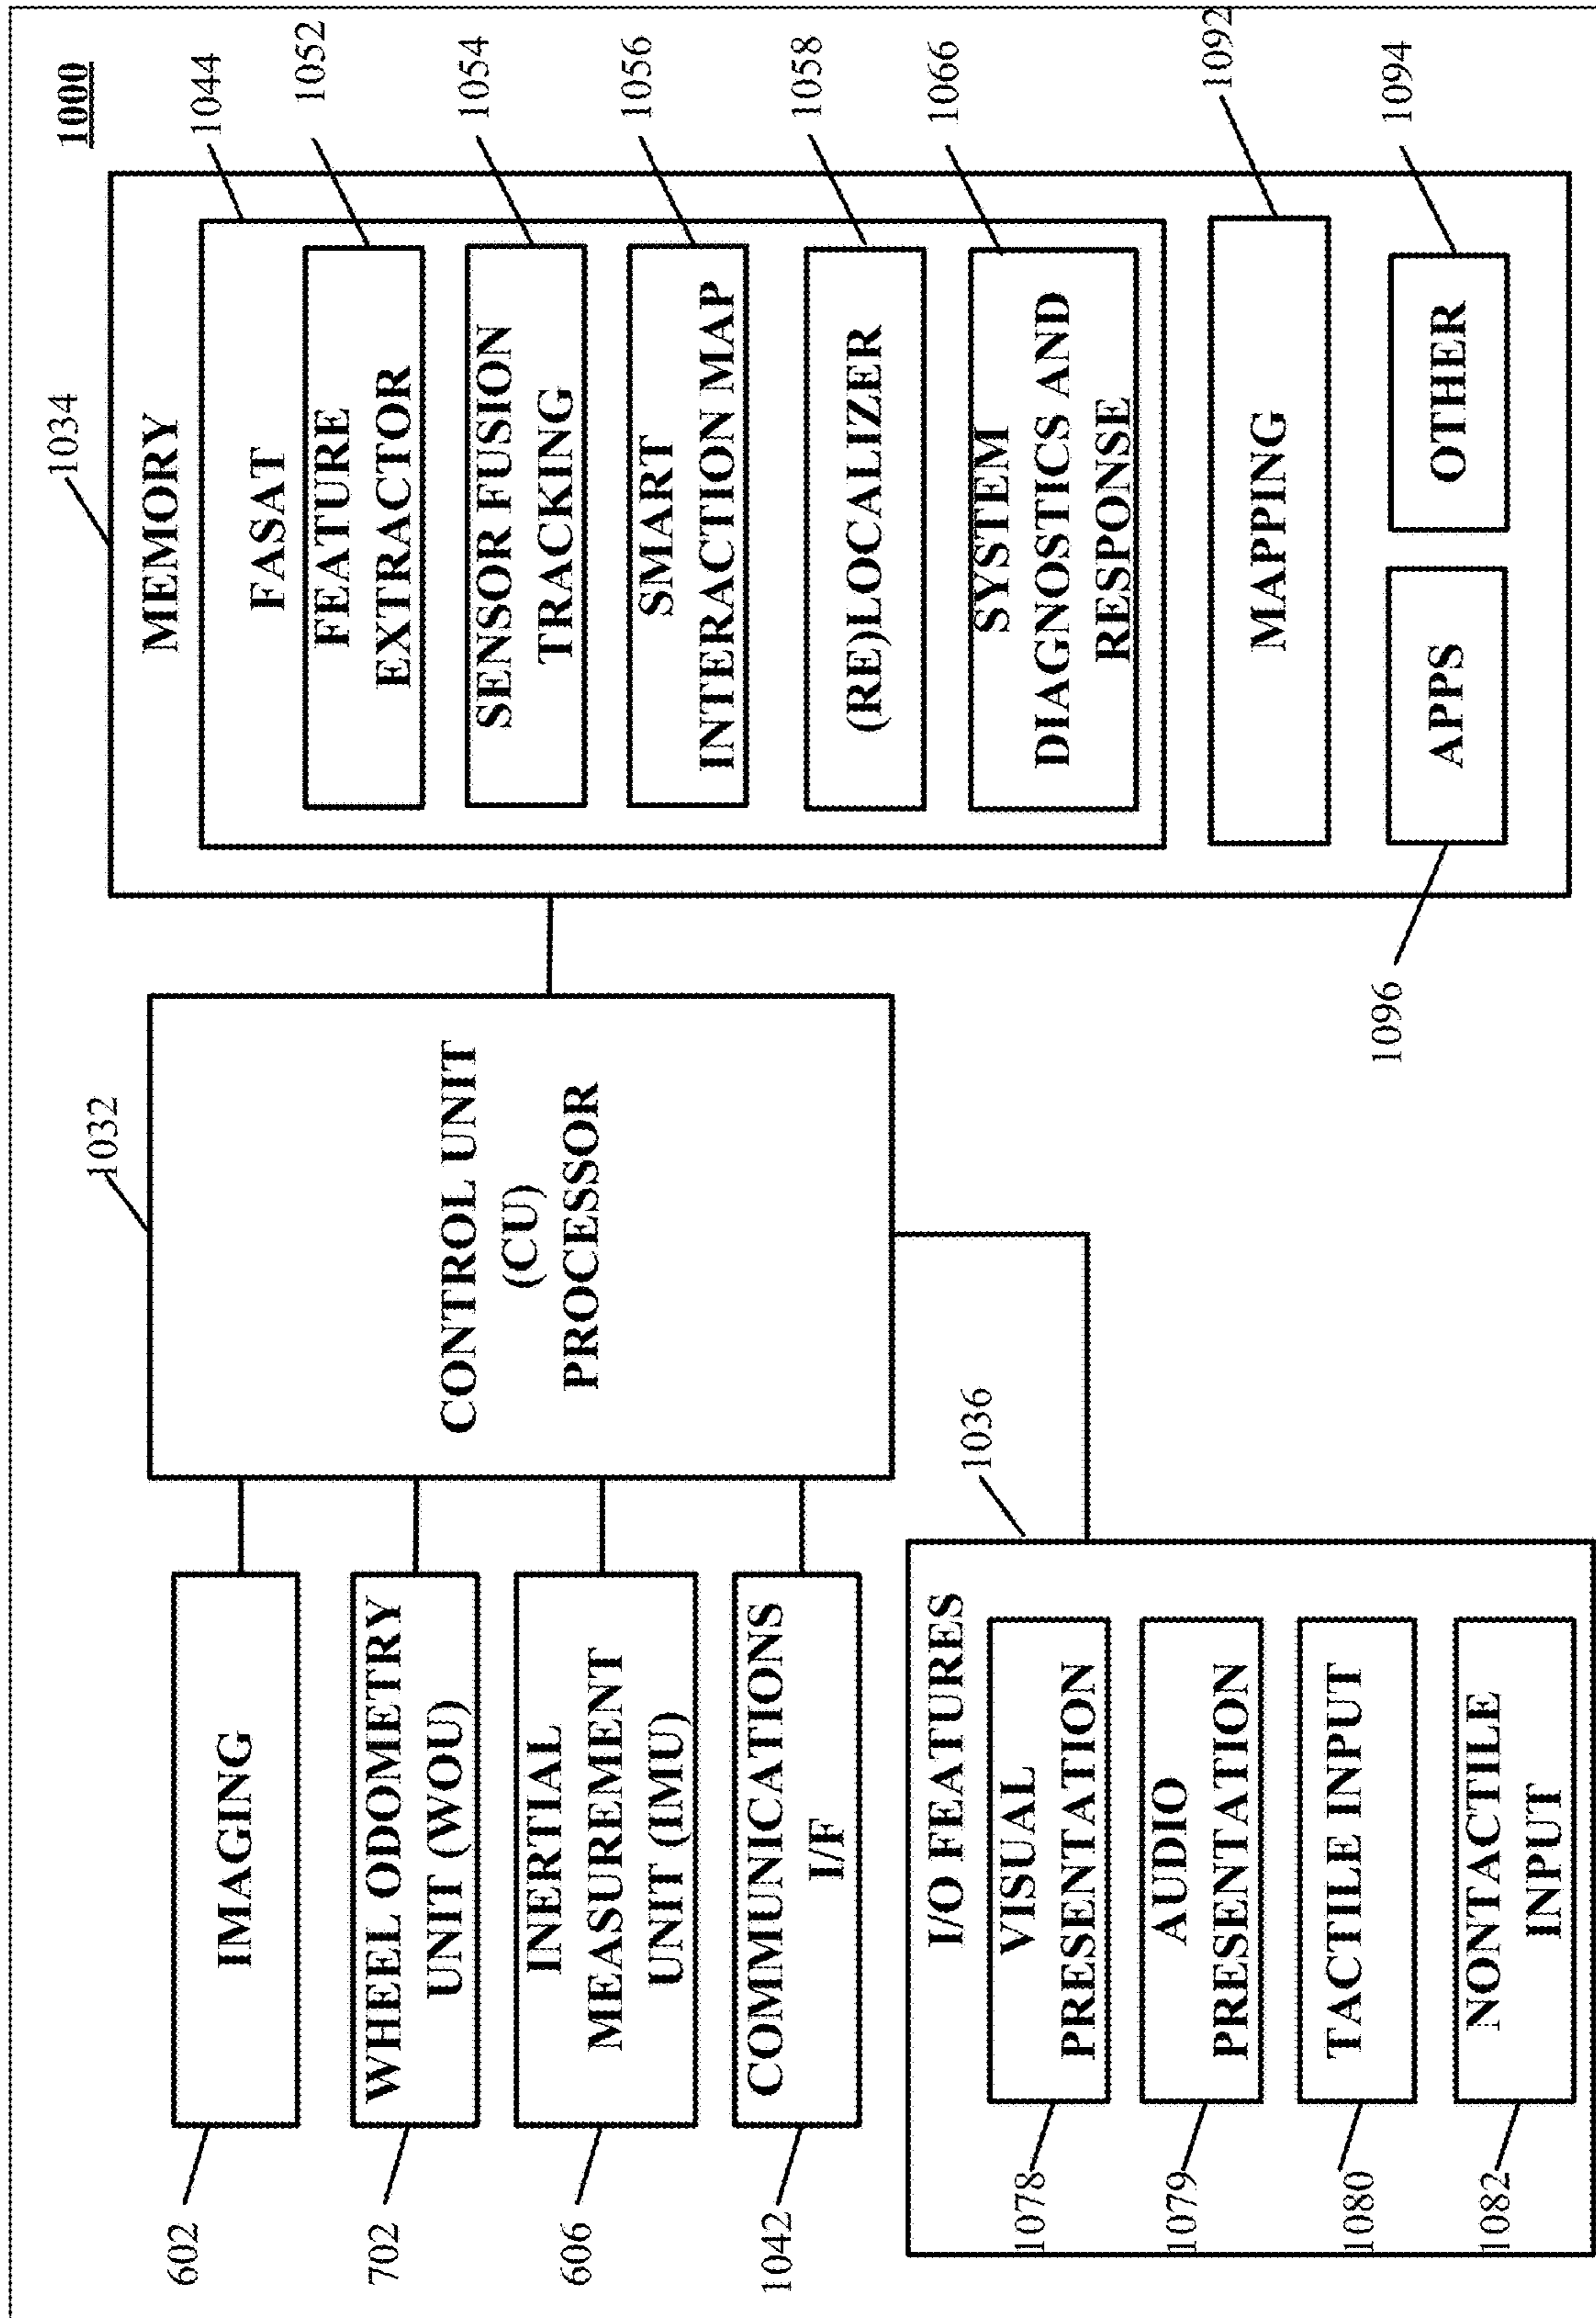 1000
602
IMAGING
702
WHEEL ODOMETRY
UNIT (WOU)
606
INERTIAL
MEASUREMENT
UNIT (IMU)
1042
COMMUNICATIONS
I/F
1032
CONTROL UNIT
(CU)
PROCESSOR
1036
I/O FEATURES
1078
VISUAL
PRESENTATION
1079
AUDIO
PRESENTATION
1080
TACTILE INPUT
1082
NONTACTILE
INPUT
1034
MEMORY
1044
FASAT
1052
FEATURE
EXTRACTOR
1054
SENSOR FUSION
TRACKING
1056
SMART
INTERACTION MAP
1058
(RE)LOCALIZER
1066
SYSTEM
DIAGNOSTICS AND
RESPONSE
1092
MAPPING
1096
APPS
1094
OTHER